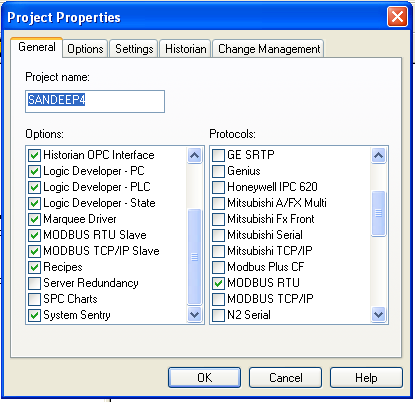 Project Properties
General Options Settings Historian Change Management
Project name:
SANDEEP4
Options:
Historian OPC Interface
Logic Developer - PC
Logic Developer - PLC
Logic Developer - State
Marquee Driver
MODBUS RTU Slave
MODBUS TCP/IP Slave
Recipes
Server Redundancy
SPC Charts
System Sentry
Protocols:
GE SRTP
Genius
Honeywell IPC 620
Mitsubishi A/FX Multi
Mitsubishi Fx Front
Mitsubishi Serial
Mitsubishi TCP/IP
Modbus Plus CF
MODBUS RTU
MODBUS TCP/IP
N2 Serial
OK Cancel Help